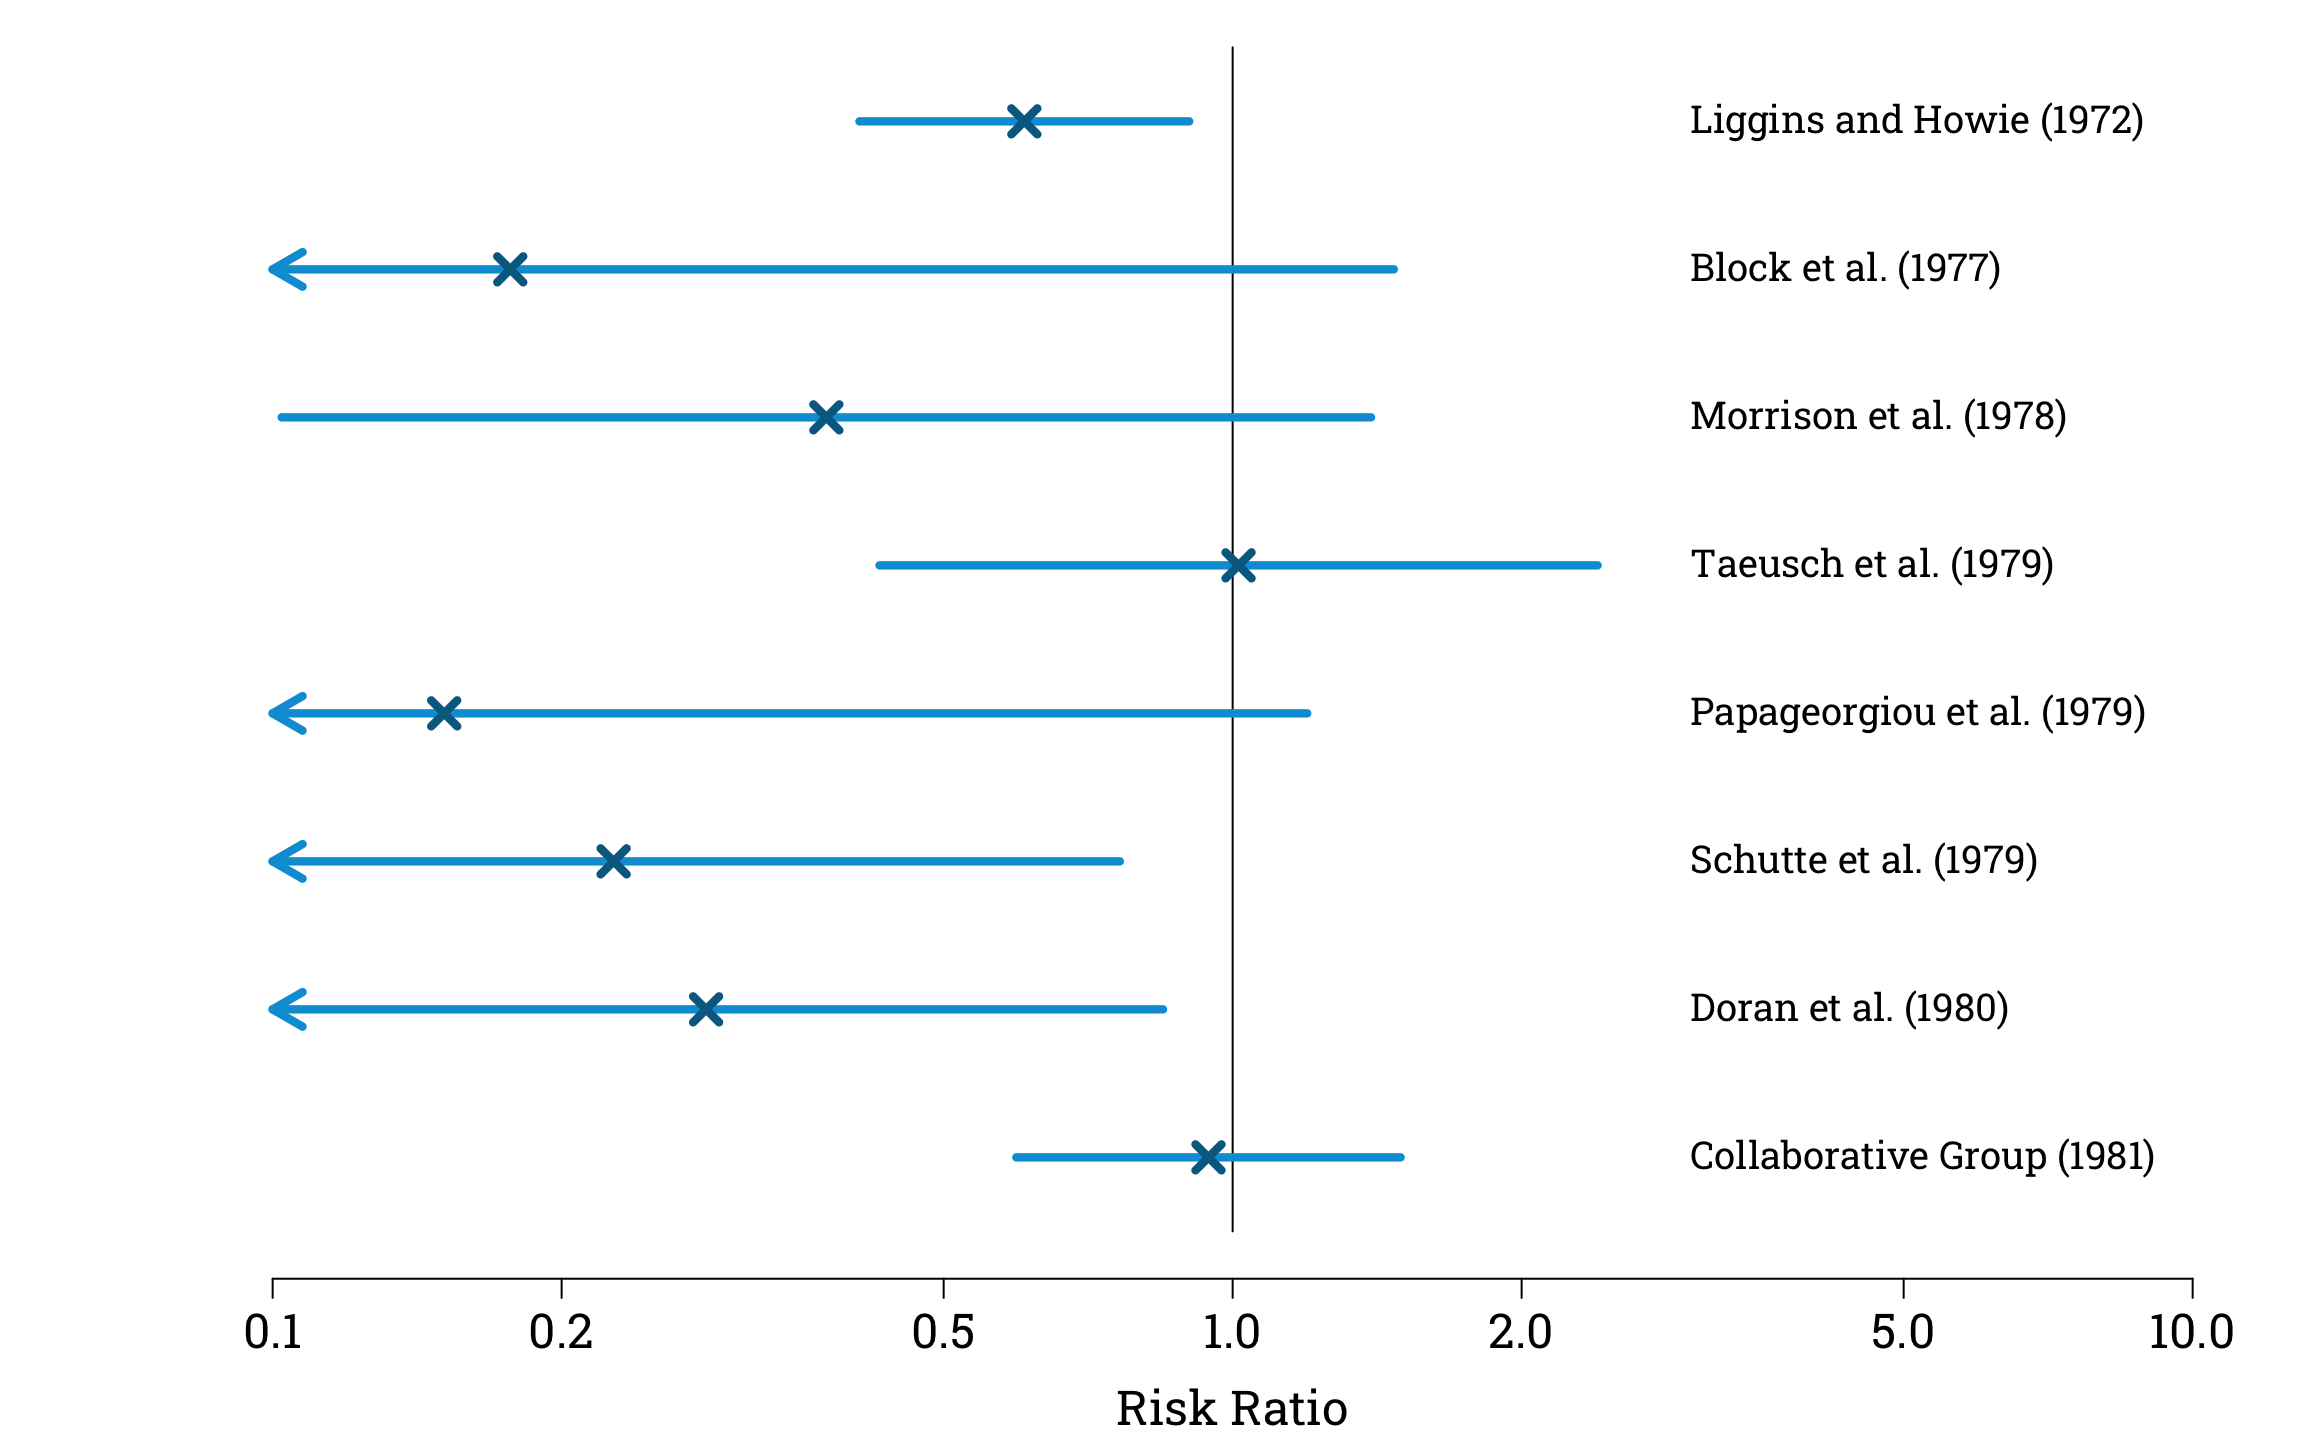 Liggins and Howie (1972)
Block et al. (1977)
Morrison et al. (1978)
Taeusch et al. (1979)
Papageorgiou et al. (1979)
Schutte et al. (1979)
Doran et al. (1980)
Collaborative Group (1981)
0.1 0.2 0.5 1.0 2.0 5.0 10.0
Risk Ratio